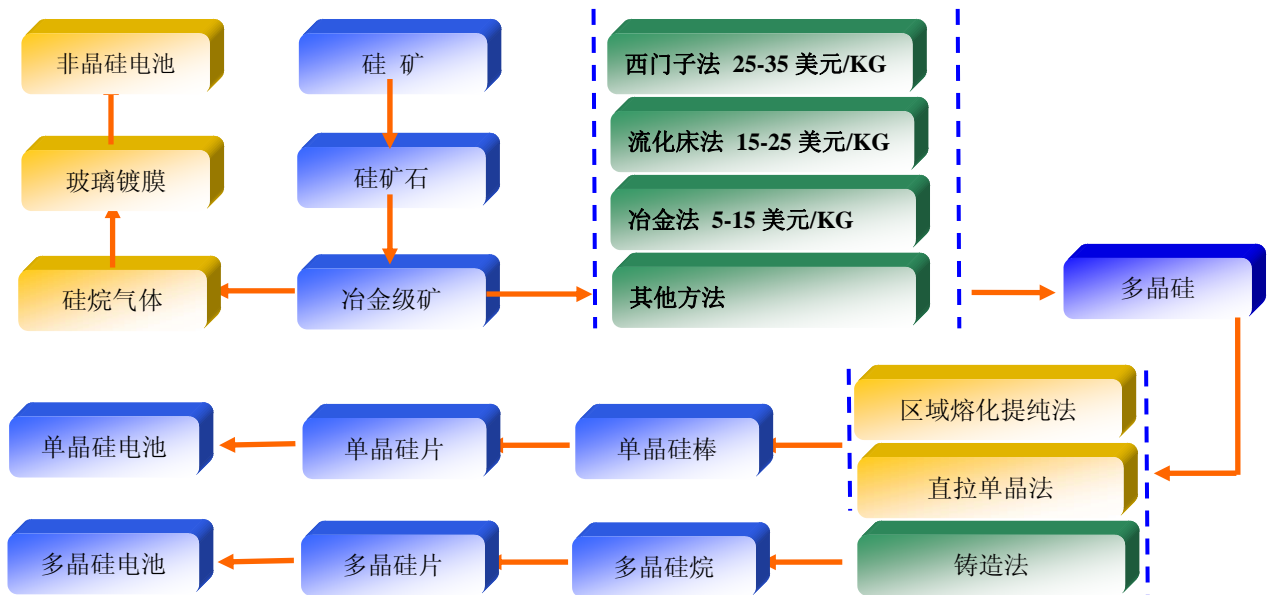 非晶硅电池
硅 矿
西门子法 25-35 美元/KG
流化床法 15-25 美元/KG
玻璃镀膜
硅矿石
冶金法 5-15 美元/KG
硅烷气体
冶金级矿
其他方法
多晶硅
区域熔化提纯法
单晶硅电池
单晶硅片
单晶硅棒
直拉单晶法
多晶硅电池
多晶硅片
多晶硅烷
铸造法